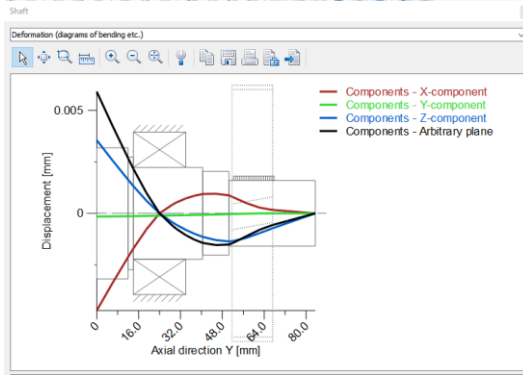 Shaft
Deformation (diagrams of bending etc.)
Components - X-component
Components - Y-component
Components - Z-component
Components - Arbitrary plane
0.005
0
Displacement [mm]
0 16.0 32.0 48.0 64.0 80.0
Axial direction Y [mm]